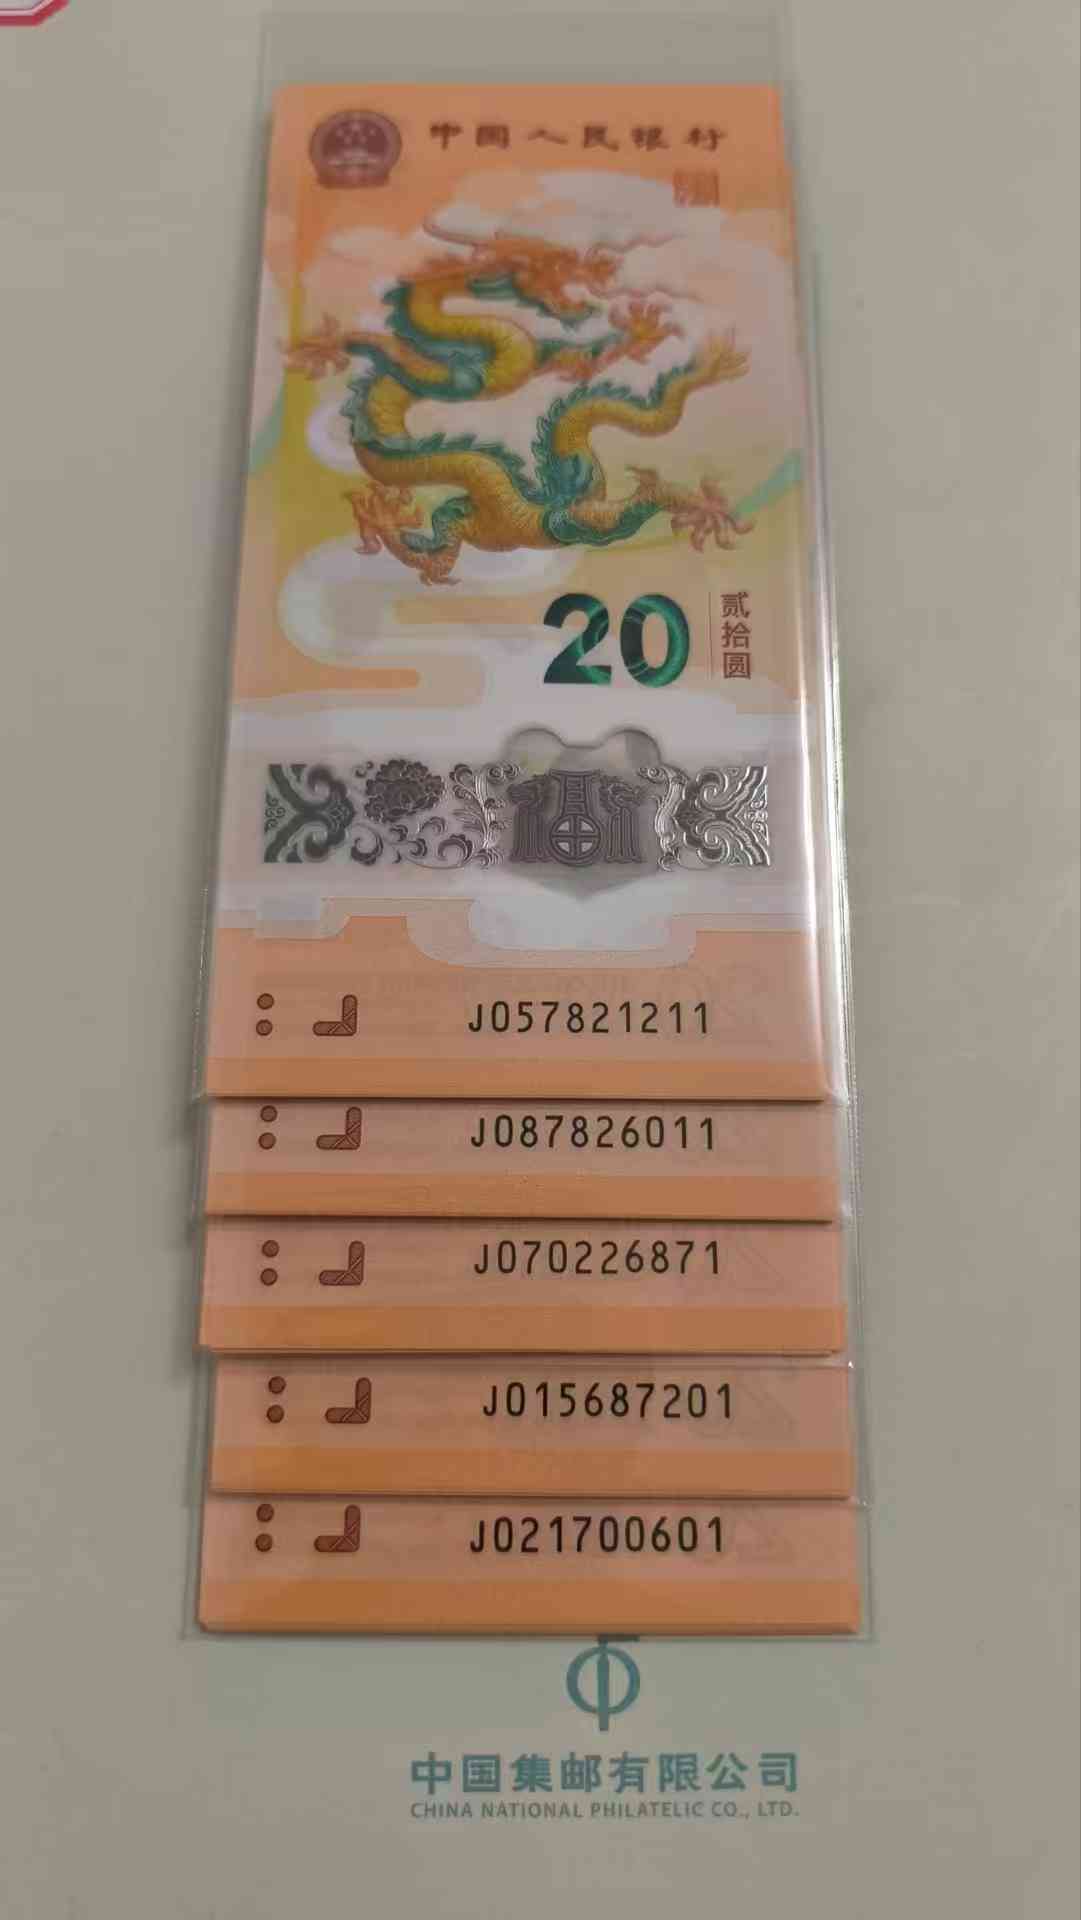 中国人民银行
20
贰拾圆
J057821211
J087826011
J070226871
J015687201
J021700601
中国集邮有限公司
CHINA NATIONAL PHILATELIC CO., LTD.